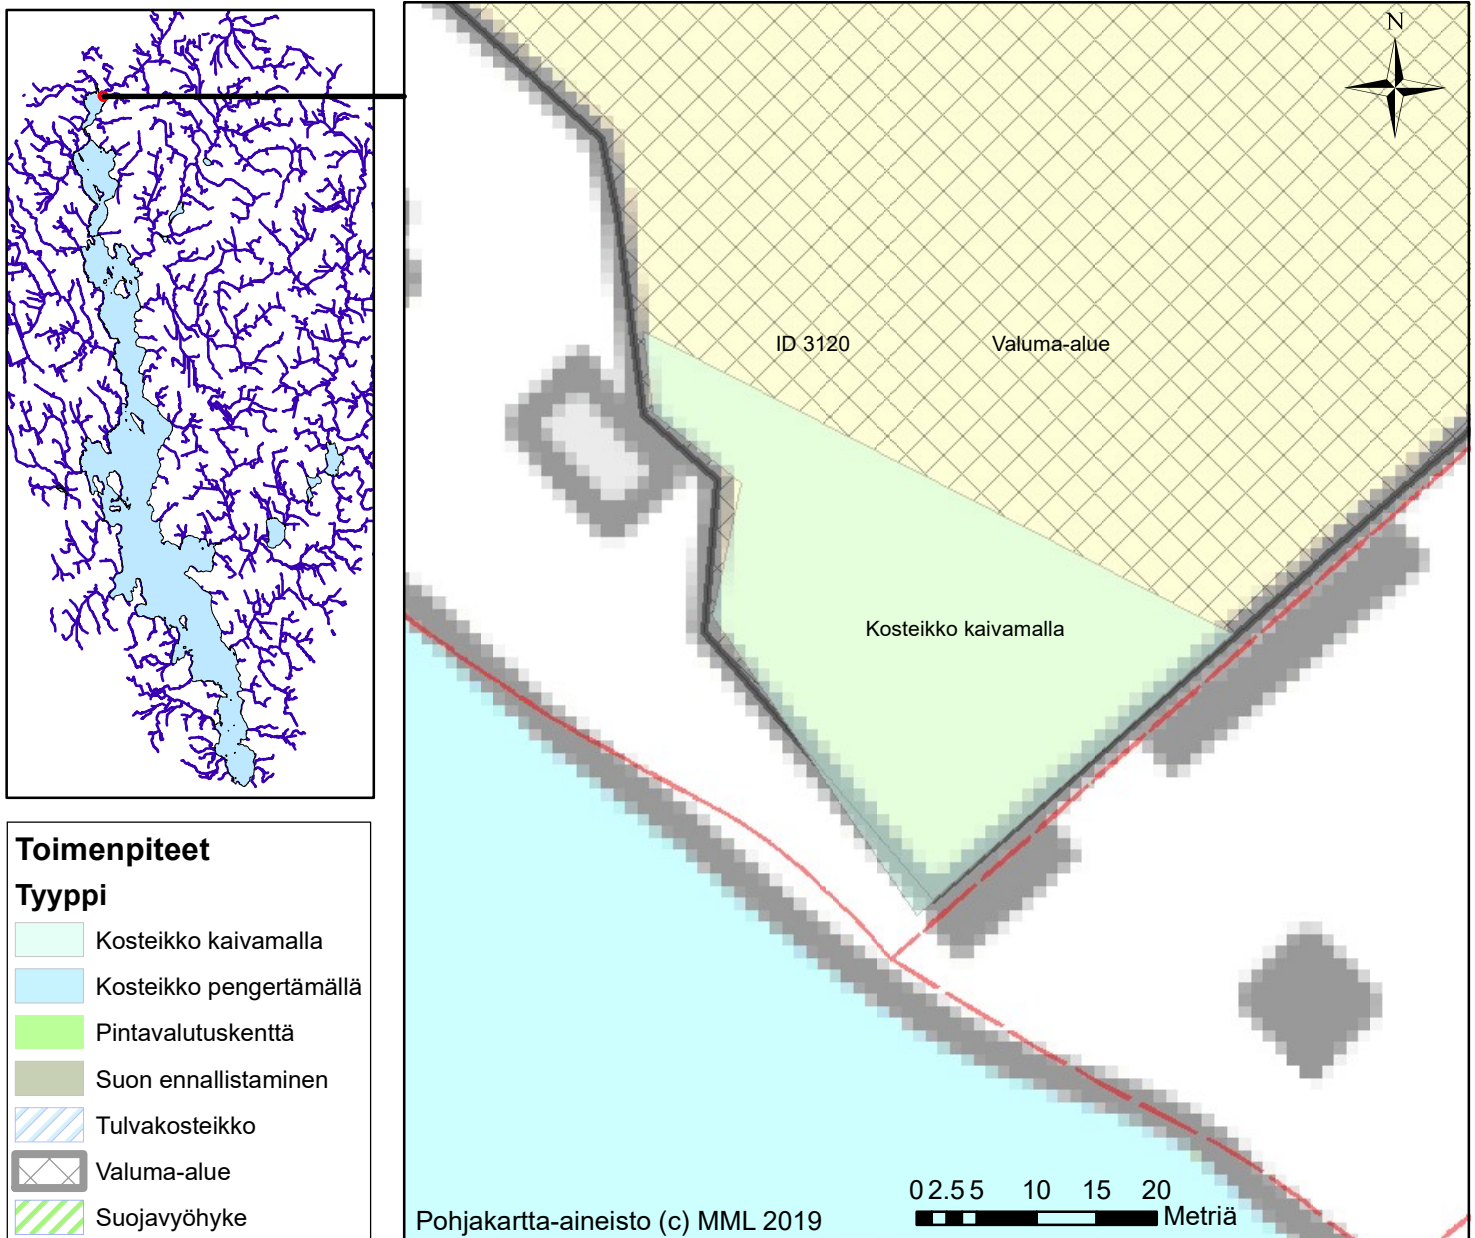 N
ID 3120
Valuma-alue
Kosteikko kaivamalla
Toimenpiteet
Tyyppi
Kosteikko kaivamalla
Kosteikko pengertämällä
Pintavalutuskenttä
Suon ennallistaminen
Tulvakosteikko
Valuma-alue
Suojavyöhyke
Pohjakartta-aineisto (c) MML 2019
0 2.5 5 10 15 20
Metriä